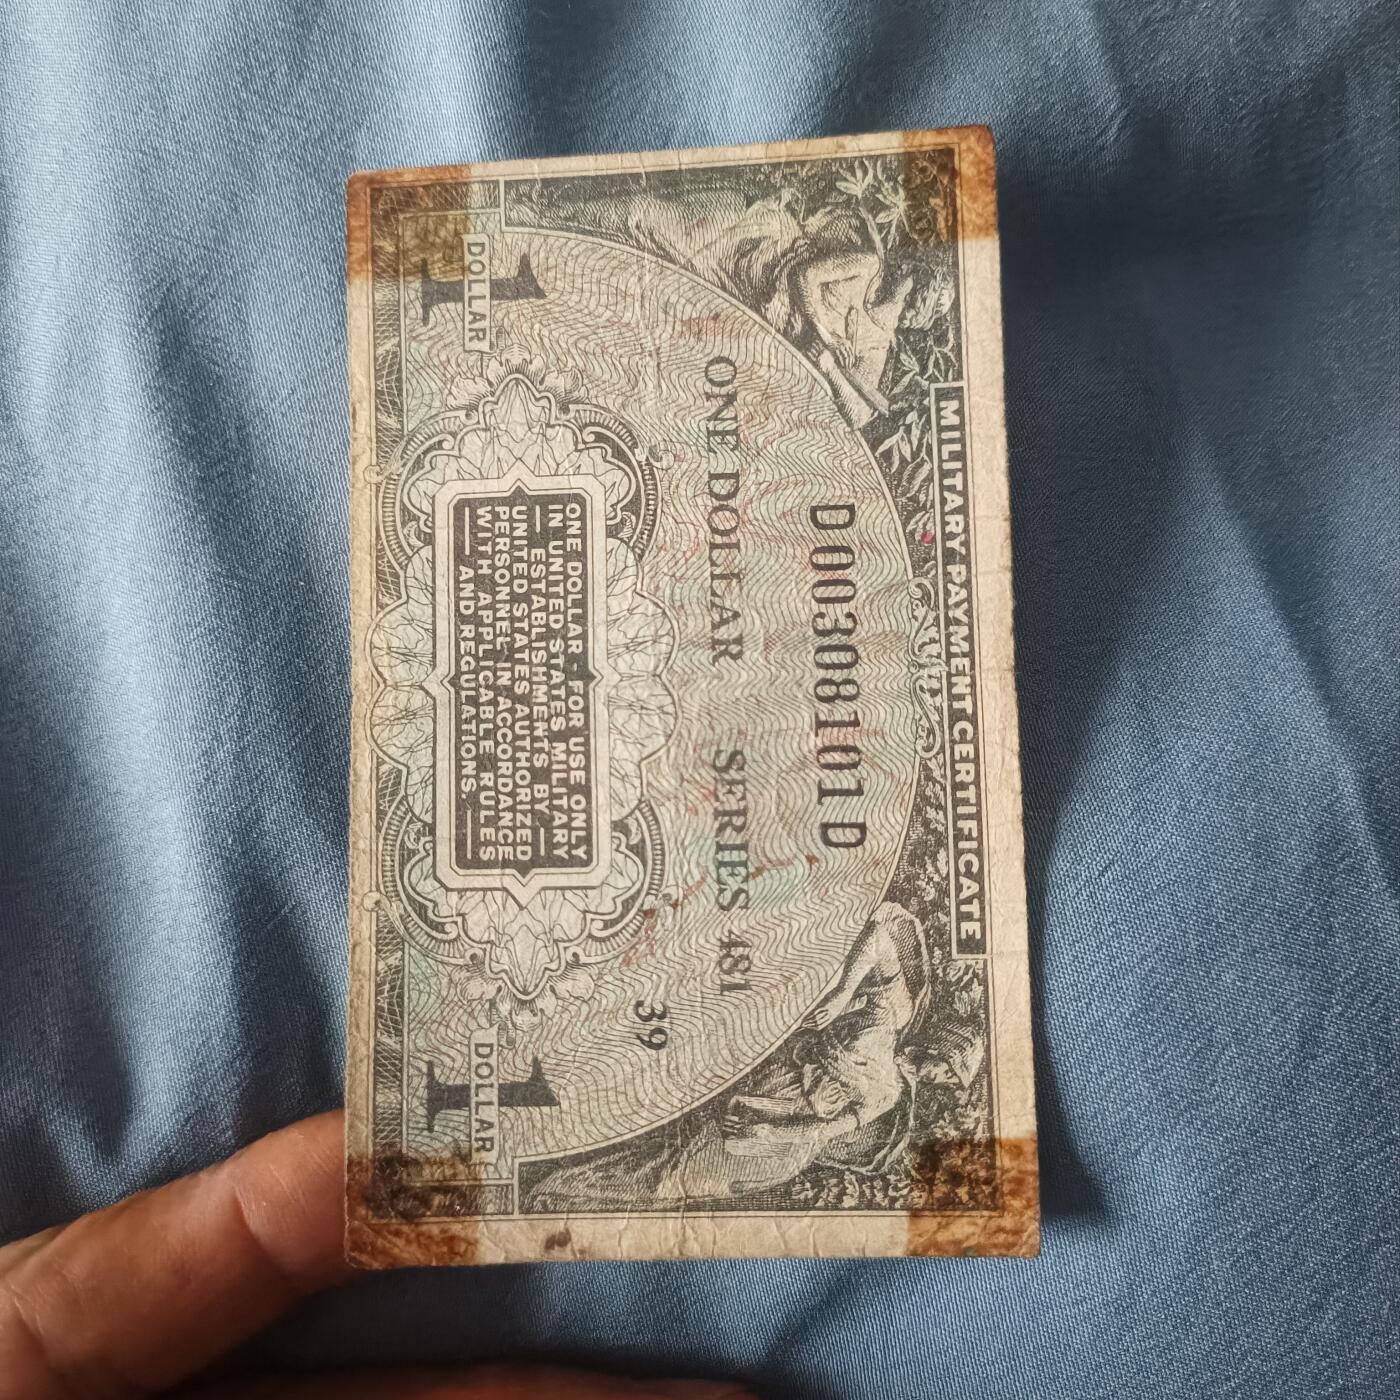 MILITARY PAYMENT CERTIFICATE
D00308101D
ONE DOLLAR SERIES 481
39
ONE DOLLAR - FOR USE ONLY
IN UNITED STATES MILITARY
— ESTABLISHMENTS BY —
UNITED STATES AUTHORIZED
PERSONNEL IN ACCORDANCE
WITH APPLICABLE RULES
— AND REGULATIONS —
1 DOLLAR
1 DOLLAR